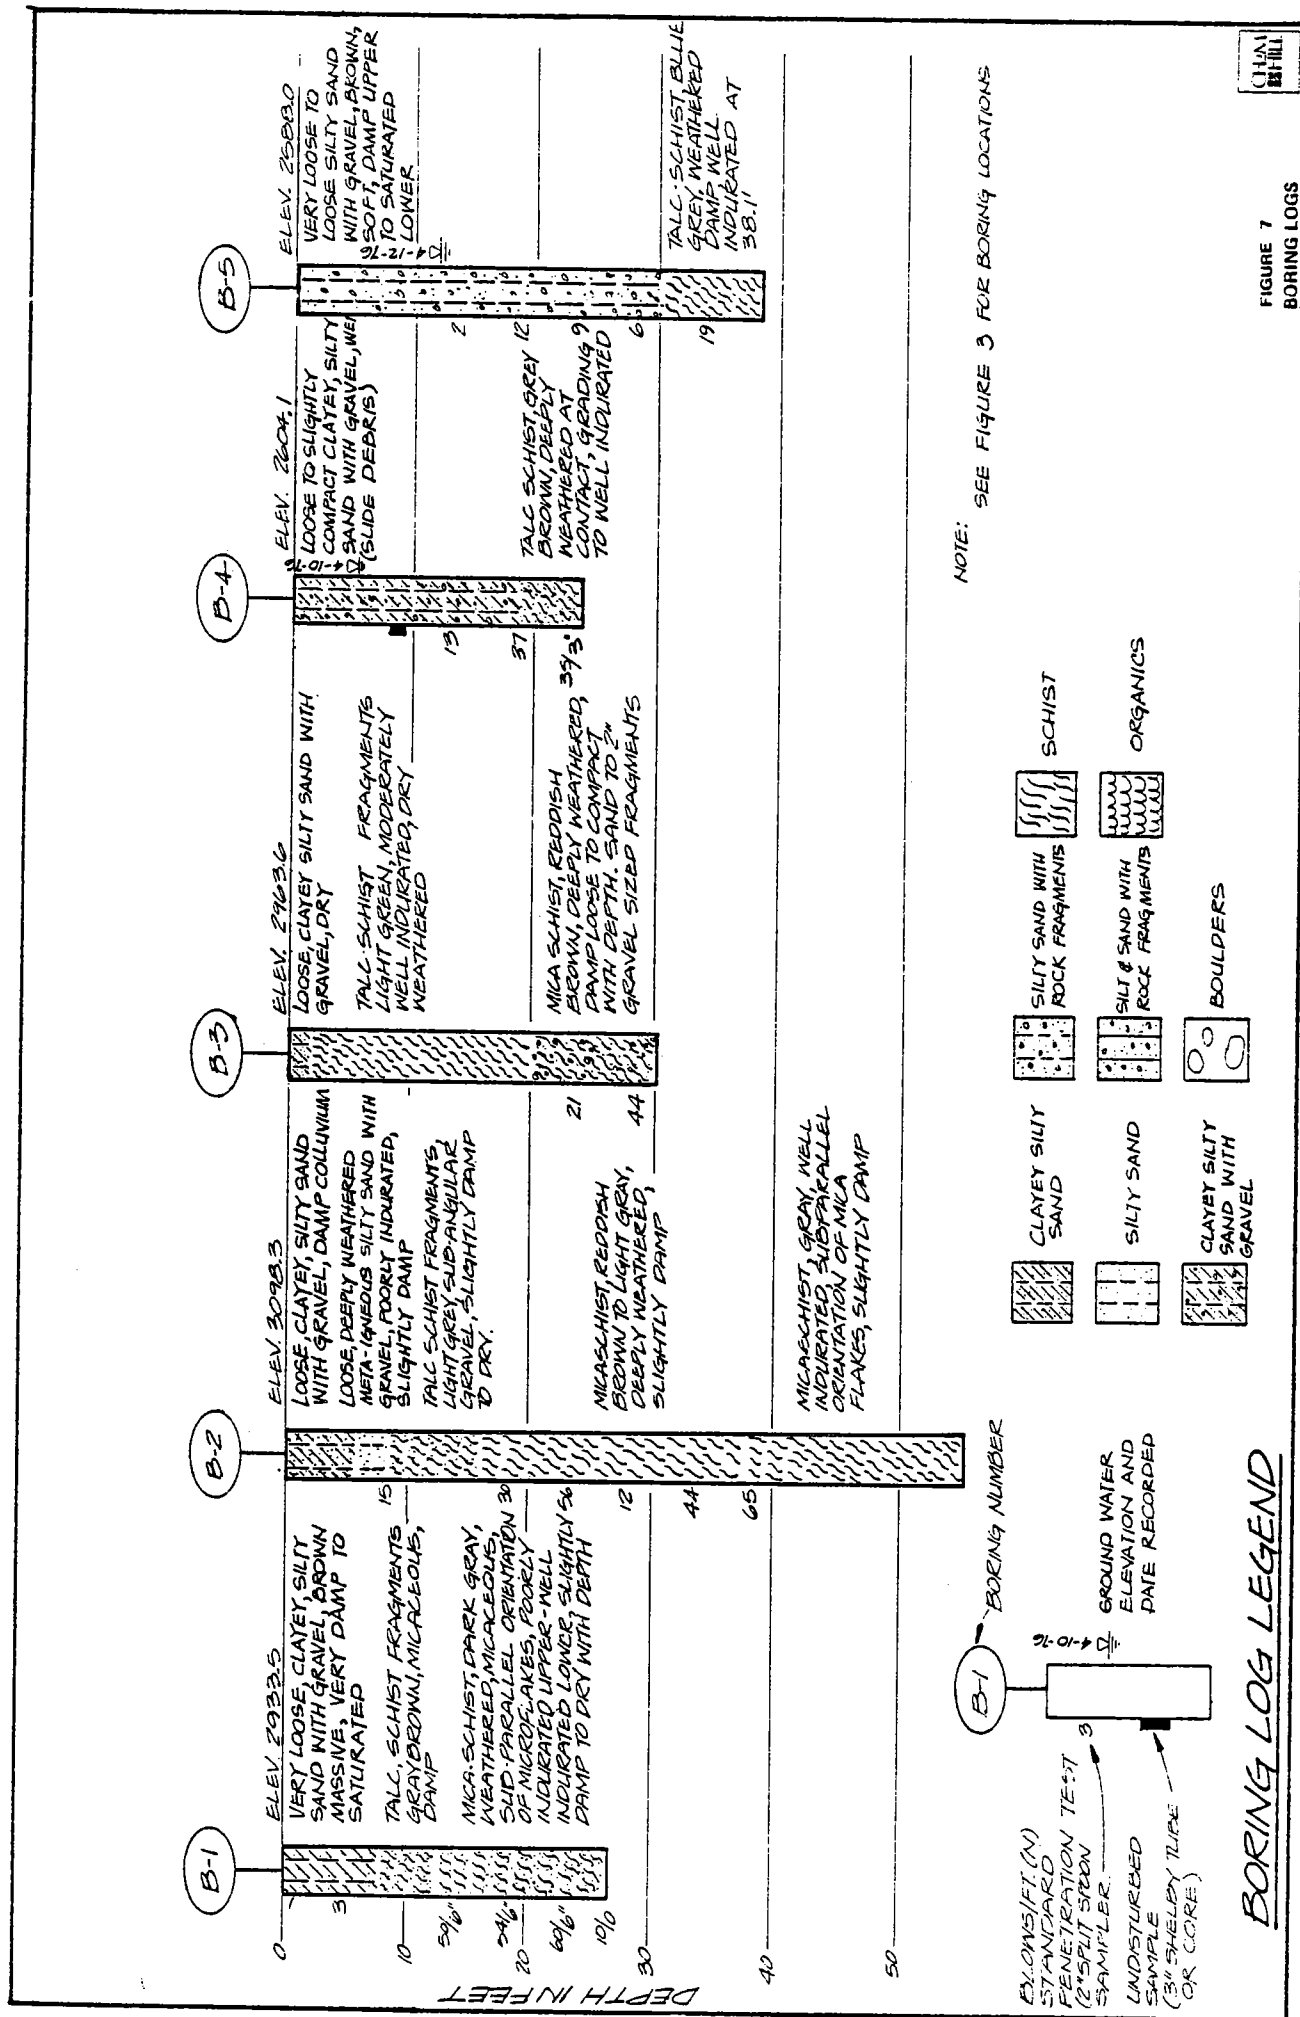 B-1
ELEV. 2933.5
VERY LOOSE, CLAYEY, SILTY
SAND WITH GRAVEL, BROWN
MASSIVE, VERY DAMP TO
SATURATED
TALC, SCHIST FRAGMENTS
GRAYBROWN, MICACEOUS,
DAMP
MICA-SCHIST, DARK GRAY,
WEATHERED, MICACEOUS,
SUB-PARALLEL ORIENTATION
OF MICROFLAKES, POORLY
INDURATED UPPER-WELL
INDURATED LOWER, SLIGHTLY
DAMP TO DRY WITH DEPTH
3
50/6"
54/6"
60/6"
10/0
B-2
ELEV. 3098.3
LOOSE, CLAYEY, SILTY SAND
WITH GRAVEL, DAMP COLLUVIUM
LOOSE, DEEPLY WEATHERED
META-IGNEOUS SILTY SAND WITH
GRAVEL, POORLY INDURATED,
SLIGHTLY DAMP
TALC SCHIST FRAGMENTS,
LIGHT GREY, SUB-ANGULAR
GRAVEL, SLIGHTLY DAMP
TO DRY.
MICASCHIST, REDDISH
BROWN TO LIGHT GRAY,
DEEPLY WEATHERED,
SLIGHTLY DAMP
MICASCHIST, GRAY, WELL
INDURATED, SUBPARALLEL
ORIENTATION OF MICA
FLAKES, SLIGHTLY DAMP
15
30
56
12
44
65
B-3
ELEV. 2963.6
LOOSE, CLAYEY SILTY SAND WITH
GRAVEL, DRY
TALC-SCHIST FRAGMENTS
LIGHT GREEN, MODERATELY
WELL INDURATED, DRY
WEATHERED
MICA SCHIST, REDDISH
BROWN, DEEPLY WEATHERED,
DAMP LOOSE TO COMPACT
WITH DEPTH. SAND TO 2"
GRAVEL SIZED FRAGMENTS
21
44
B-4
ELEV. 2604.1
4-10-76
LOOSE TO SLIGHTLY
COMPACT CLAYEY, SILTY
SAND WITH GRAVEL, WET
(SLIDE DEBRIS)
TALC SCHIST, GREY
BROWN, DEEPLY
WEATHERED AT
CONTACT, GRADING
TO WELL INDURATED
13
37
B-5
ELEV. 2588.0
4-12-76
VERY LOOSE TO
LOOSE SILTY SAND
WITH GRAVEL, BROWN,
SOFT, DAMP UPPER
TO SATURATED
LOWER
TALC-SCHIST, BLUE
GREY, WEATHERED
DAMP, WELL
INDURATED AT
38.1'
2
12
9
6
19
DEPTH IN FEET
0
10
20
30
40
50
NOTE:
SEE FIGURE 3 FOR BORING LOCATIONS
B-1
BORING NUMBER
BLOWS/FT. (N)
STANDARD
PENETRATION TEST
(2" SPLIT SPOON
SAMPLER
3
UNDISTURBED
SAMPLE
(3" SHELBY TUBE
OR CORE)
4-10-76
GROUND WATER
ELEVATION AND
DATE RECORDED
CLAYEY SILTY
SAND
SILTY SAND
CLAYEY SILTY
SAND WITH
GRAVEL
SILTY SAND WITH
ROCK FRAGMENTS
SILT & SAND WITH
ROCK FRAGMENTS
BOULDERS
SCHIST
ORGANICS
BORING LOG LEGEND
FIGURE 7
BORING LOGS
CH2M
HILL